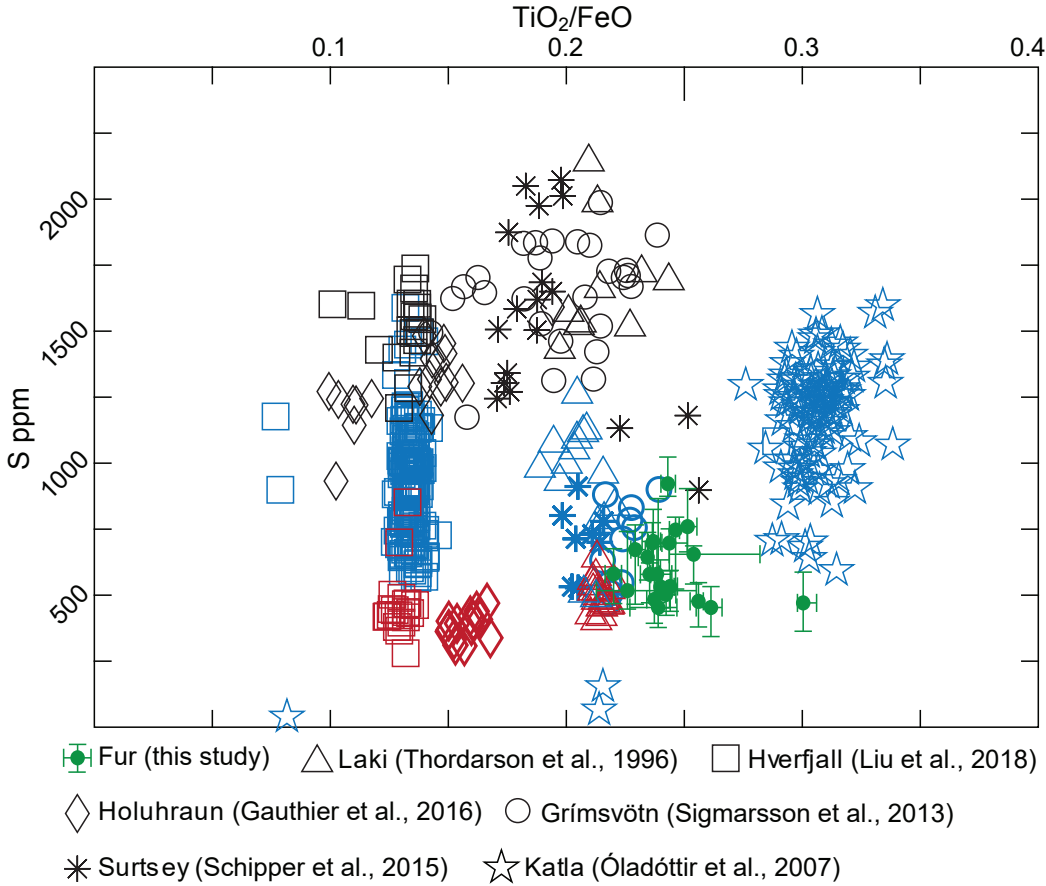 TiO₂/FeO
0.1 0.2 0.3 0.4
2000
1500
1000
500
S ppm
Fur (this study) Laki (Thordarson et al., 1996) Hverfjall (Liu et al., 2018)
Holuhraun (Gauthier et al., 2016) Grímsvötn (Sigmarsson et al., 2013)
Surtsey (Schipper et al., 2015) Katla (Óladóttir et al., 2007)